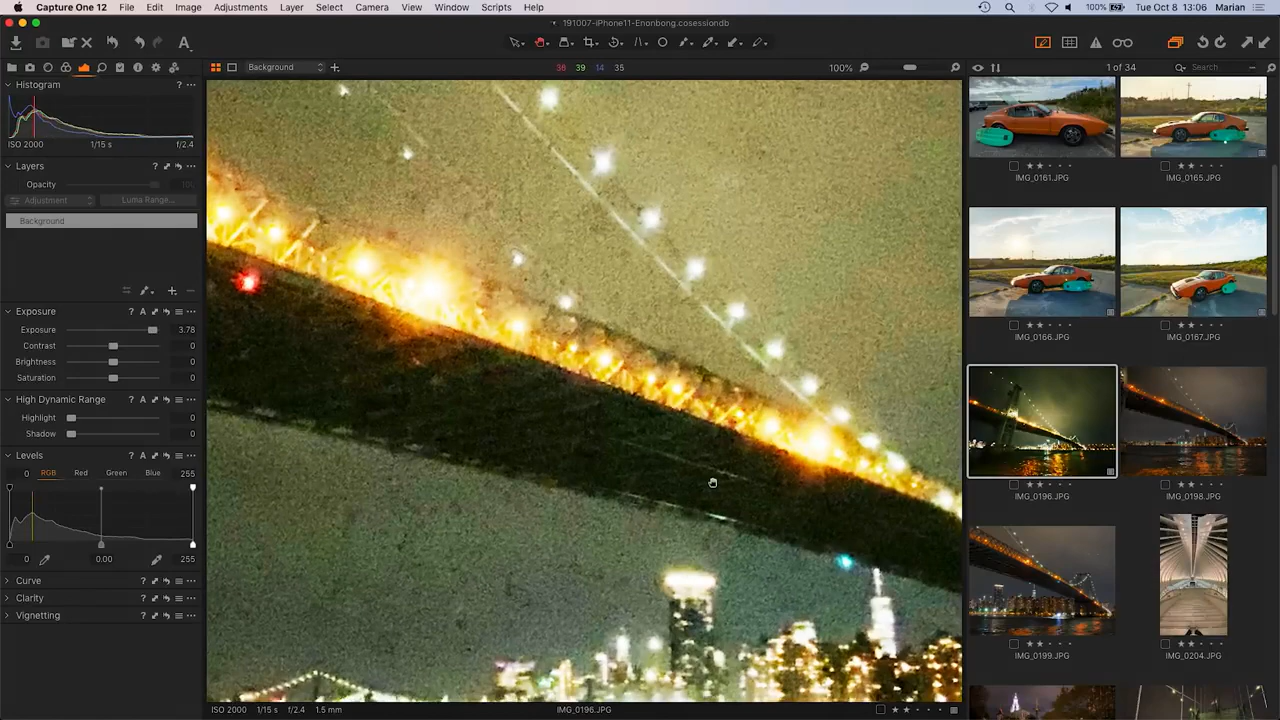 Capture One 12 File Edit Image Adjustments Layer Select Camera View Window Scripts Help 100% Tue Oct 8 13:06 Marian
191007-iPhone11-Enonbong.cosessiondb
Background 36 39 14 35 100% 1 of 34 Search
Histogram ?
ISO 2000 1/15 s f/2.4
Layers ?
Opacity 100
Adjustment Luma Range...
Background
Exposure ? A
Exposure 3.78
Contrast 0
Brightness 0
Saturation 0
High Dynamic Range ? A
Highlight 0
Shadow 0
Levels ? A
0 RGB Red Green Blue 255
0 0.00 255
Curve ?
Clarity ?
Vignetting ?
ISO 2000 1/15 s f/2.4 1.5 mm IMG_0196.JPG
IMG_0161.JPG IMG_0165.JPG
IMG_0166.JPG IMG_0167.JPG
IMG_0196.JPG IMG_0198.JPG
IMG_0199.JPG IMG_0204.JPG